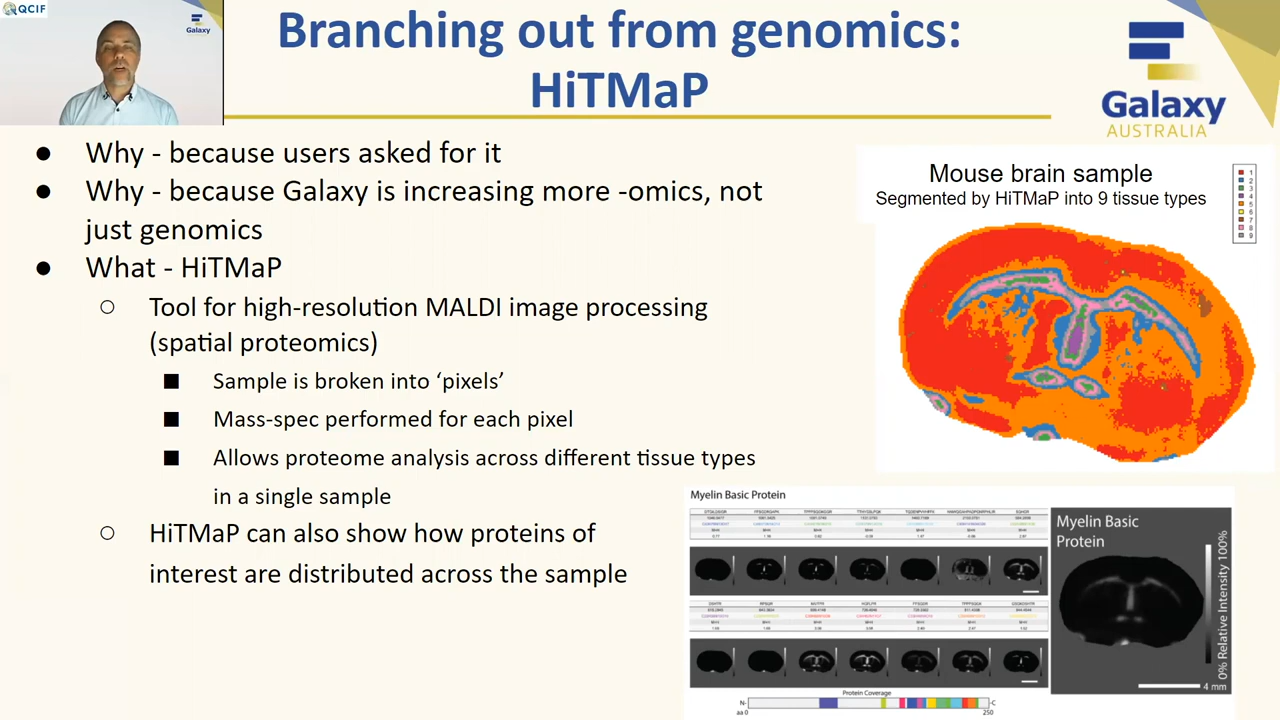 QCIF
Galaxy
Branching out from genomics:
HiTMaP
Galaxy
AUSTRALIA
● Why - because users asked for it
● Why - because Galaxy is increasing more -omics, not
just genomics
● What - HiTMaP
○ Tool for high-resolution MALDI image processing
(spatial proteomics)
■ Sample is broken into ‘pixels’
■ Mass-spec performed for each pixel
■ Allows proteome analysis across different tissue types
in a single sample
○ HiTMaP can also show how proteins of
interest are distributed across the sample
Mouse brain sample
Segmented by HiTMaP into 9 tissue types
1
2
3
4
5
6
7
8
9
Myelin Basic Protein
Myelin Basic
Protein
0% Relative Intensity 100%
4 mm
Protein Coverage
N-
-C
aa 0
250